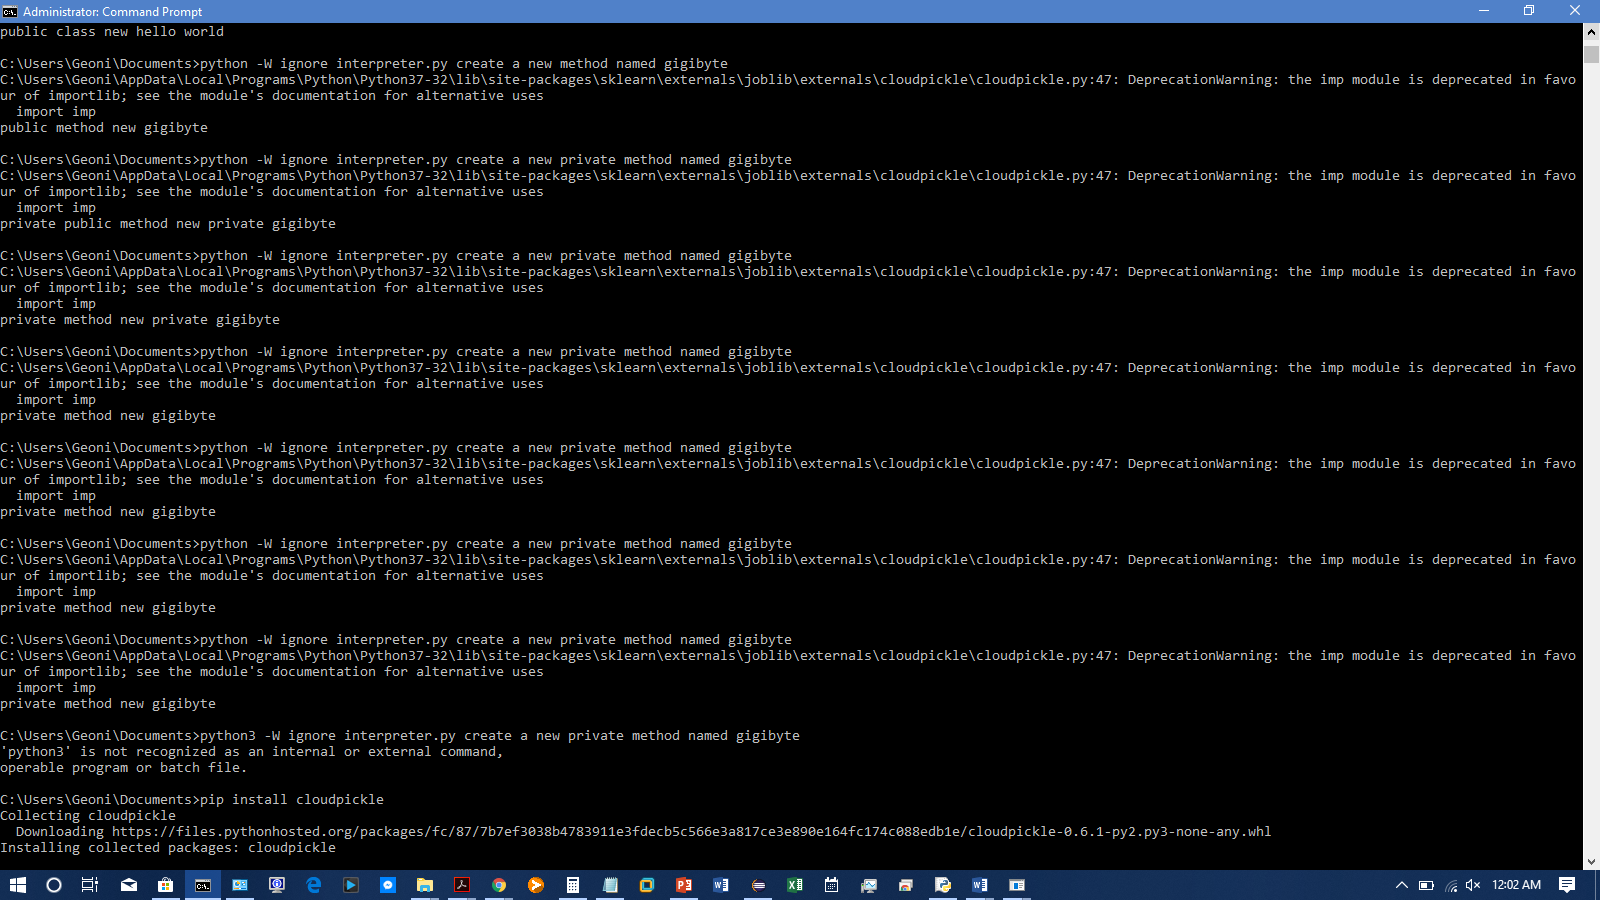 Administrator: Command Prompt
public class new hello world
C:\Users\Geoni\Documents>python -W ignore interpreter.py create a new method named gigibyte
C:\Users\Geoni\AppData\Local\Programs\Python\Python37-32\lib\site-packages\sklearn\externals\joblib\externals\cloudpickle\cloudpickle.py:47: DeprecationWarning: the imp module is deprecated in favo
ur of importlib; see the module's documentation for alternative uses
  import imp
public method new gigibyte
C:\Users\Geoni\Documents>python -W ignore interpreter.py create a new private method named gigibyte
C:\Users\Geoni\AppData\Local\Programs\Python\Python37-32\lib\site-packages\sklearn\externals\joblib\externals\cloudpickle\cloudpickle.py:47: DeprecationWarning: the imp module is deprecated in favo
ur of importlib; see the module's documentation for alternative uses
  import imp
private public method new private gigibyte
C:\Users\Geoni\Documents>python -W ignore interpreter.py create a new private method named gigibyte
C:\Users\Geoni\AppData\Local\Programs\Python\Python37-32\lib\site-packages\sklearn\externals\joblib\externals\cloudpickle\cloudpickle.py:47: DeprecationWarning: the imp module is deprecated in favo
ur of importlib; see the module's documentation for alternative uses
  import imp
private method new private gigibyte
C:\Users\Geoni\Documents>python -W ignore interpreter.py create a new private method named gigibyte
C:\Users\Geoni\AppData\Local\Programs\Python\Python37-32\lib\site-packages\sklearn\externals\joblib\externals\cloudpickle\cloudpickle.py:47: DeprecationWarning: the imp module is deprecated in favo
ur of importlib; see the module's documentation for alternative uses
  import imp
private method new gigibyte
C:\Users\Geoni\Documents>python -W ignore interpreter.py create a new private method named gigibyte
C:\Users\Geoni\AppData\Local\Programs\Python\Python37-32\lib\site-packages\sklearn\externals\joblib\externals\cloudpickle\cloudpickle.py:47: DeprecationWarning: the imp module is deprecated in favo
ur of importlib; see the module's documentation for alternative uses
  import imp
private method new gigibyte
C:\Users\Geoni\Documents>python -W ignore interpreter.py create a new private method named gigibyte
C:\Users\Geoni\AppData\Local\Programs\Python\Python37-32\lib\site-packages\sklearn\externals\joblib\externals\cloudpickle\cloudpickle.py:47: DeprecationWarning: the imp module is deprecated in favo
ur of importlib; see the module's documentation for alternative uses
  import imp
private method new gigibyte
C:\Users\Geoni\Documents>python -W ignore interpreter.py create a new private method named gigibyte
C:\Users\Geoni\AppData\Local\Programs\Python\Python37-32\lib\site-packages\sklearn\externals\joblib\externals\cloudpickle\cloudpickle.py:47: DeprecationWarning: the imp module is deprecated in favo
ur of importlib; see the module's documentation for alternative uses
  import imp
private method new gigibyte
C:\Users\Geoni\Documents>python3 -W ignore interpreter.py create a new private method named gigibyte
'python3' is not recognized as an internal or external command,
operable program or batch file.
C:\Users\Geoni\Documents>pip install cloudpickle
Collecting cloudpickle
  Downloading https://files.pythonhosted.org/packages/fc/87/7b7ef3038b4783911e3fdecb5c566e3a817ce3e890e164fc174c088edb1e/cloudpickle-0.6.1-py2.py3-none-any.whl
Installing collected packages: cloudpickle
12:02 AM